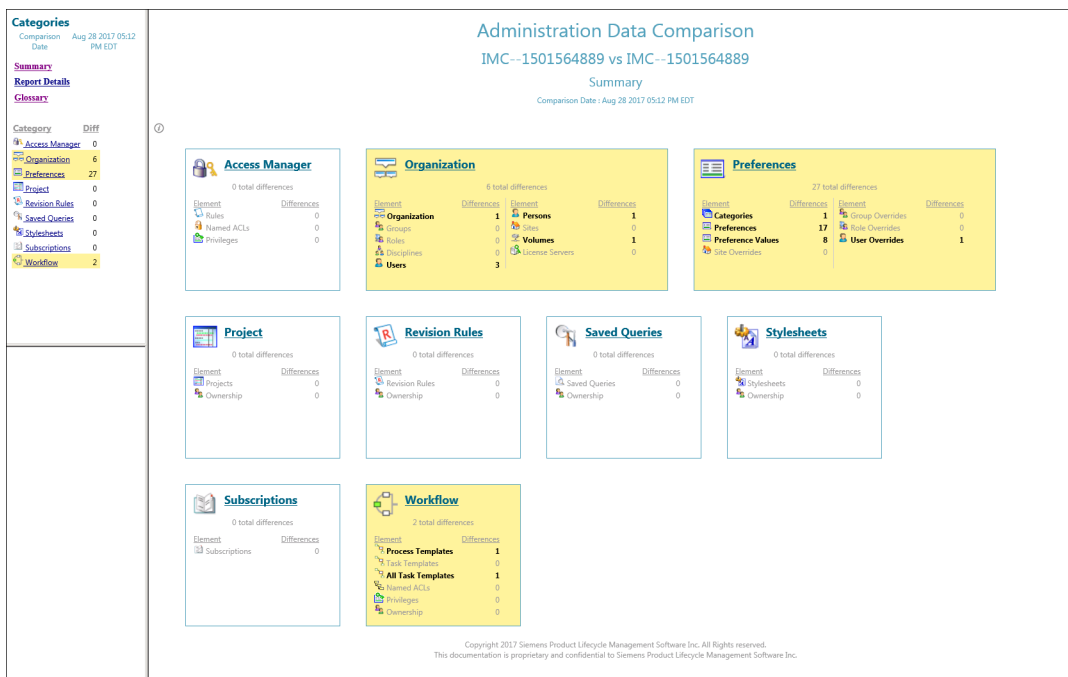 Categories
Comparison Date Aug 28 2017 05:12 PM EDT
Summary
Report Details
Glossary
Category Diff
Access Manager 0
Organization 6
Preferences 27
Project 0
Revision Rules 0
Saved Queries 0
Stylesheets 0
Subscriptions 0
Workflow 2
Administration Data Comparison
IMC--1501564889 vs IMC--1501564889
Summary
Comparison Date : Aug 28 2017 05:12 PM EDT
Access Manager
0 total differences
Element Differences
Rules 0
Named ACLs 0
Privileges 0
Organization
6 total differences
Element Differences Element Differences
Organization 1 Persons 1
Groups 0 Sites 0
Roles 0 Volumes 1
Disciplines 0 License Servers 0
Users 3
Preferences
27 total differences
Element Differences Element Differences
Categories 1 Group Overrides 0
Preferences 17 Role Overrides 0
Preference Values 8 User Overrides 1
Site Overrides 0
Project
0 total differences
Element Differences
Projects 0
Ownership 0
Revision Rules
0 total differences
Element Differences
Revision Rules 0
Ownership 0
Saved Queries
0 total differences
Element Differences
Saved Queries 0
Ownership 0
Stylesheets
0 total differences
Element Differences
Stylesheets 0
Ownership 0
Subscriptions
0 total differences
Element Differences
Subscriptions 0
Workflow
2 total differences
Element Differences
Process Templates 1
Task Templates 0
All Task Templates 1
Named ACLs 0
Privileges 0
Ownership 0
Copyright 2017 Siemens Product Lifecycle Management Software Inc. All Rights reserved.
This documentation is proprietary and confidential to Siemens Product Lifecycle Management Software Inc.